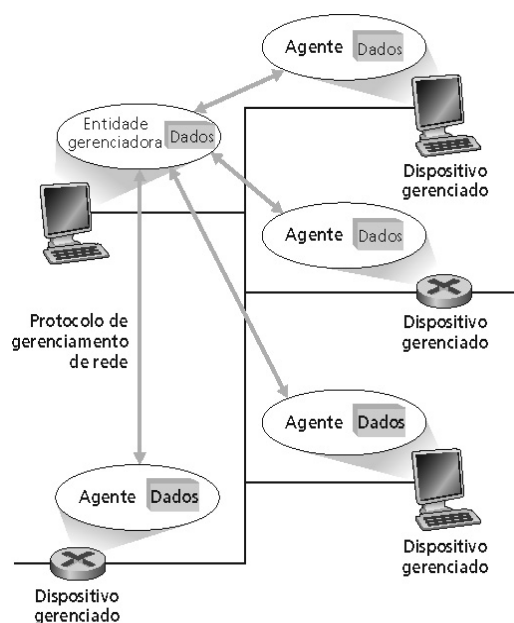 Agente Dados
Entidade
gerenciadora Dados
Dispositivo
gerenciado
Agente Dados
Protocolo de
gerenciamento
de rede
Dispositivo
gerenciado
Agente Dados
Agente Dados
Dispositivo
gerenciado
Dispositivo
gerenciado